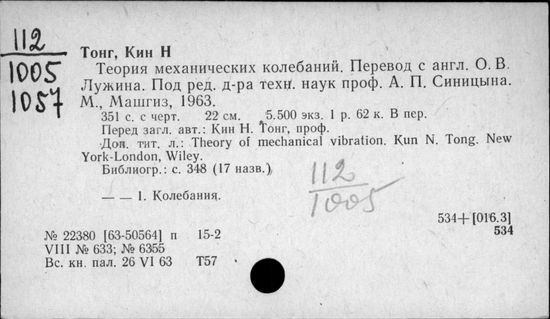 112
1005
1057
Тонг, Кин Н
Теория механических колебаний. Перевод с англ. О. В.
Лужина. Под ред. д-ра техн. наук проф. А. П. Синицына.
М., Машгиз, 1963.
351 с. с черт. 22 см. 5.500 экз. 1 р. 62 к. В пер.
Перед загл. авт.: Кин Н. Тонг, проф.
Доп. тит. л.: Theory of mechanical vibration. Kun N. Tong. New
York-London, Wiley.
Библиогр.: с. 348 (17 назв.)
112
1005
— — 1. Колебания.
534+[016.3]
534
№ 22380 [63-50564] п 15-2
VIII № 633; № 6355
Вс. кн. пал. 26 VI 63 Т57